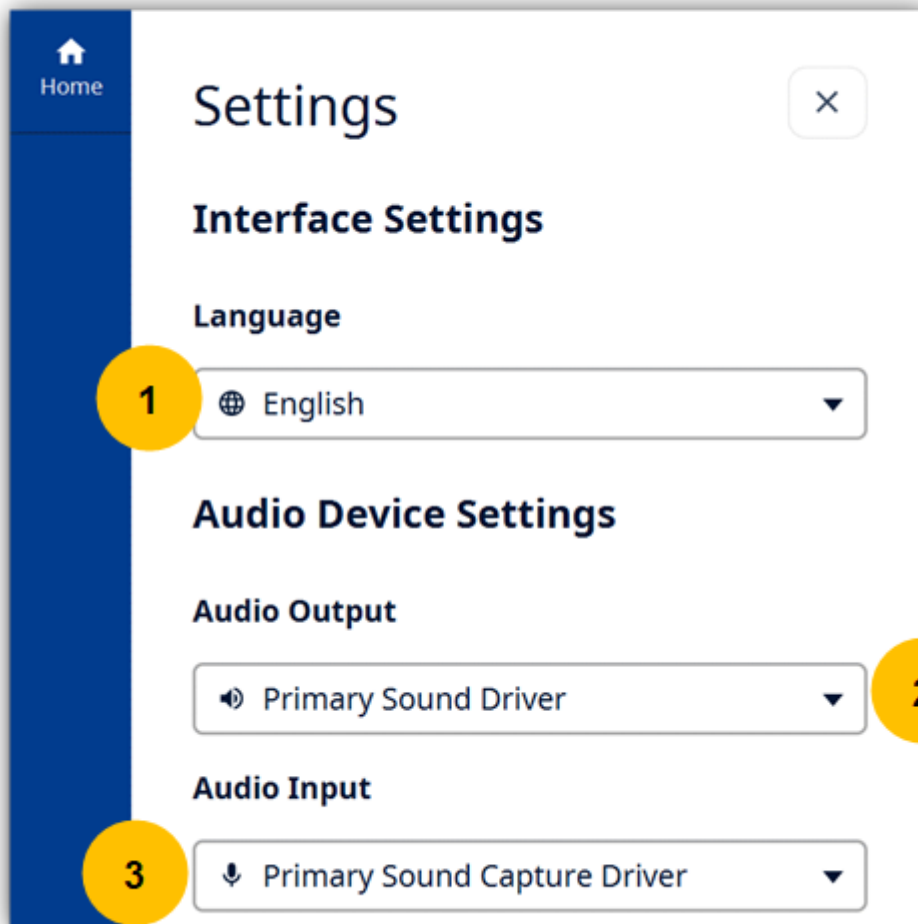 Home
Settings
Interface Settings
Language
1
English
Audio Device Settings
Audio Output
Primary Sound Driver
2
Audio Input
3
Primary Sound Capture Driver